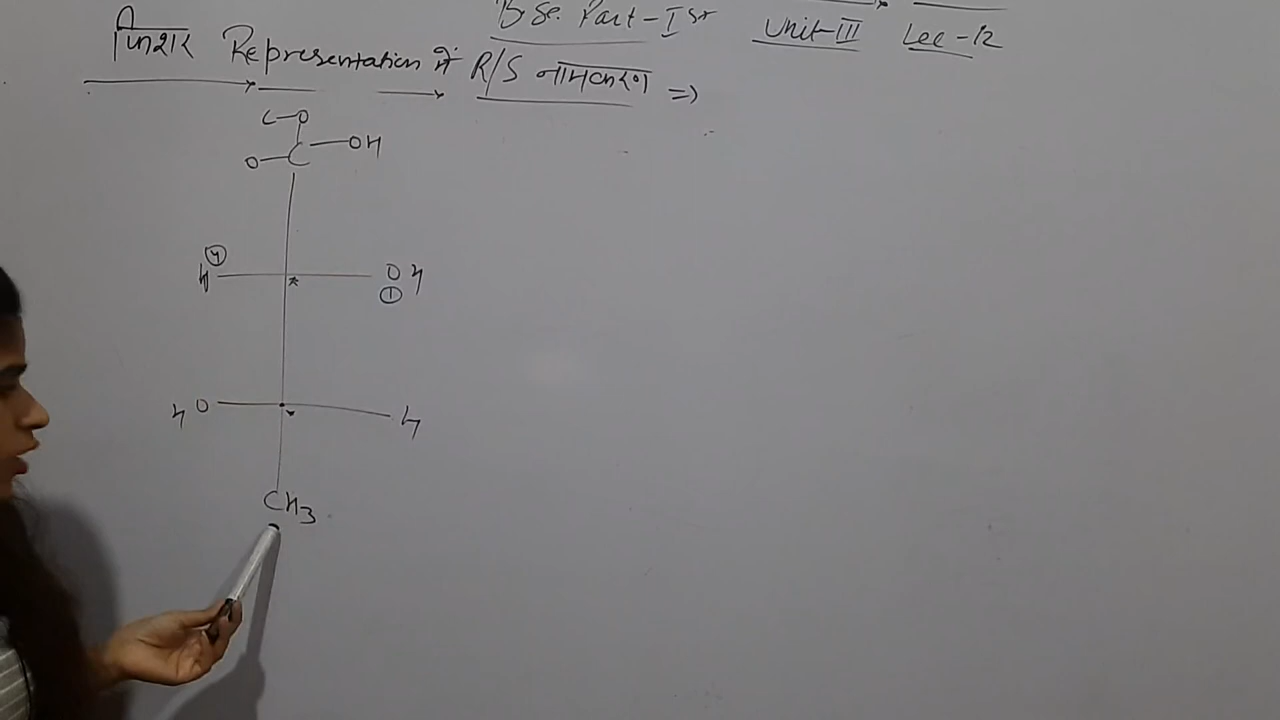 B.Sc. Part-Ist Unit-III Lec-12
फिशर Representation में R/S नामकरण =>
C-O
O-C-OH
④
H * OH
①
HO H
CH3